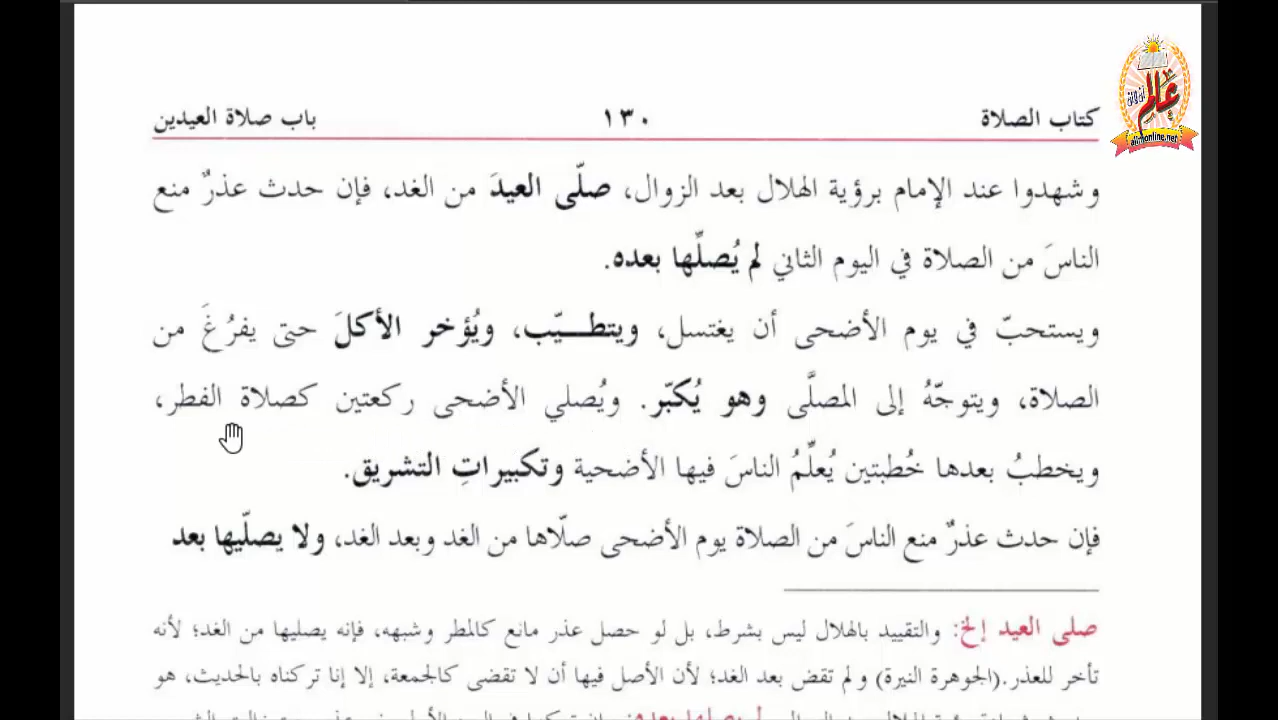 كتاب الصلاة ١٣٠ باب صلاة العيدين
وشهدوا عند الإمام برؤية الهلال بعد الزوال، صلّى العيدَ من الغد، فإن حدث عذرٌ منع
الناسَ من الصلاة في اليوم الثاني لم يُصلِّها بعده.
ويستحبّ في يوم الأضحى أن يغتسل، ويتطيّب، ويُؤخر الأكلَ حتى يفرُغَ من
الصلاة، ويتوجّهُ إلى المصلَّى وهو يُكبّر. ويُصلي الأضحى ركعتين كصلاة الفطر،
ويخطبُ بعدها خُطبتين يُعلِّمُ الناسَ فيها الأضحية وتكبيراتِ التشريق.
فإن حدث عذرٌ منع الناسَ من الصلاة يوم الأضحى صلّاها من الغد وبعد الغد، ولا يصلّيها بعد
صلى العيد إلخ: والتقييد بالهلال ليس بشرط، بل لو حصل عذر مانع كالمطر وشبهه، فإنه يصليها من الغد؛ لأنه
تأخر للعذر.(الجوهرة النيرة) ولم تقض بعد الغد؛ لأن الأصل فيها أن لا تقضى كالجمعة، إلا إنا تركناه بالحديث، هو
عالم
alimonline.net